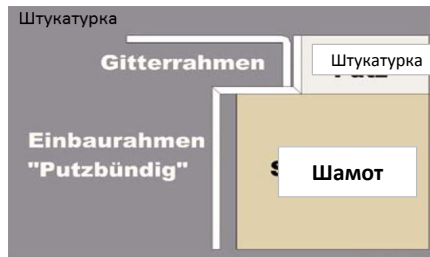 Штукатурка
Gitterrahmen
Штукатурка
Einbaurahmen
"Putzbündig"
Шамот